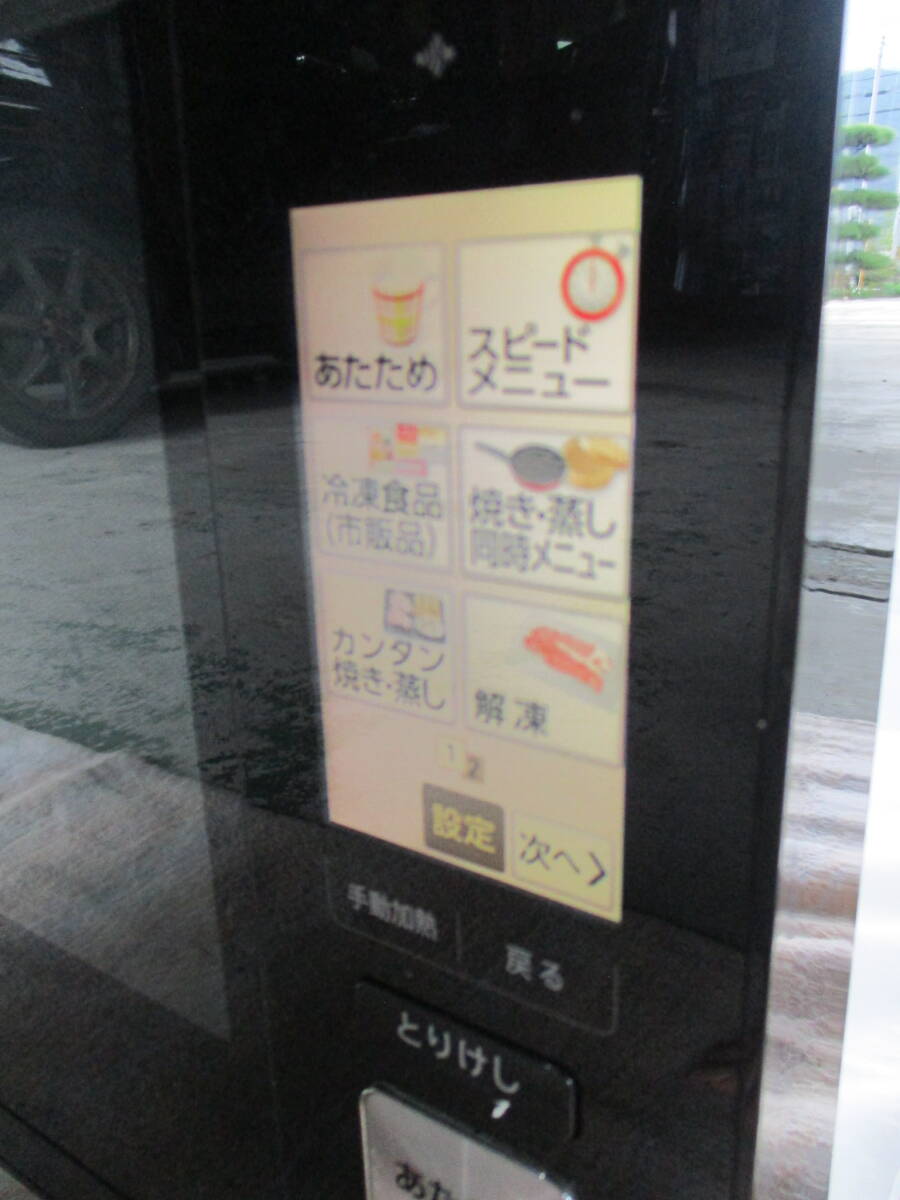 あたため
スピード
メニュー
冷凍食品
(市販品)
焼き・蒸し
同時メニュー
カンタン
焼き・蒸し
解凍
1 2
設定
次へ>
手動加熱
戻る
とりけし
あた